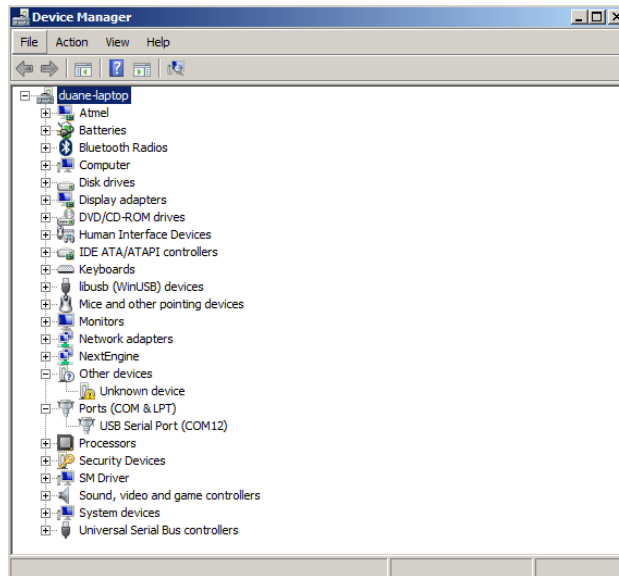 Device Manager
File Action View Help
duane-laptop
Atmel
Batteries
Bluetooth Radios
Computer
Disk drives
Display adapters
DVD/CD-ROM drives
Human Interface Devices
IDE ATA/ATAPI controllers
Keyboards
libusb (WinUSB) devices
Mice and other pointing devices
Monitors
Network adapters
NextEngine
Other devices
Unknown device
Ports (COM & LPT)
USB Serial Port (COM12)
Processors
Security Devices
SM Driver
Sound, video and game controllers
System devices
Universal Serial Bus controllers